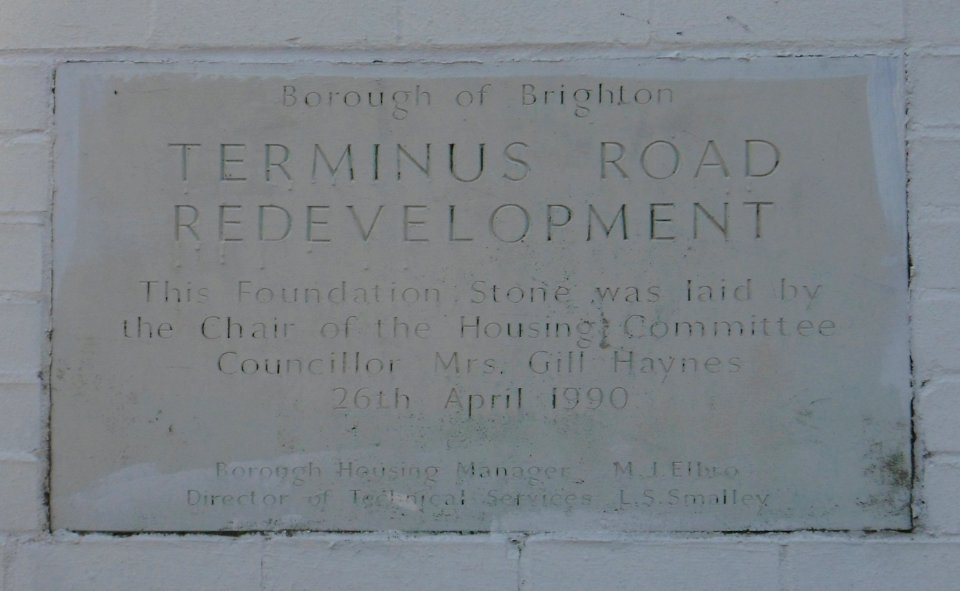 Borough of Brighton
TERMINUS ROAD
REDEVELOPMENT
This Foundation Stone was laid by
the Chair of the Housing Committee
Councillor Mrs. Gill Haynes
26th April 1990
Borough Housing Manager M.J.Elbro
Director of Technical Services L.S.Smalley